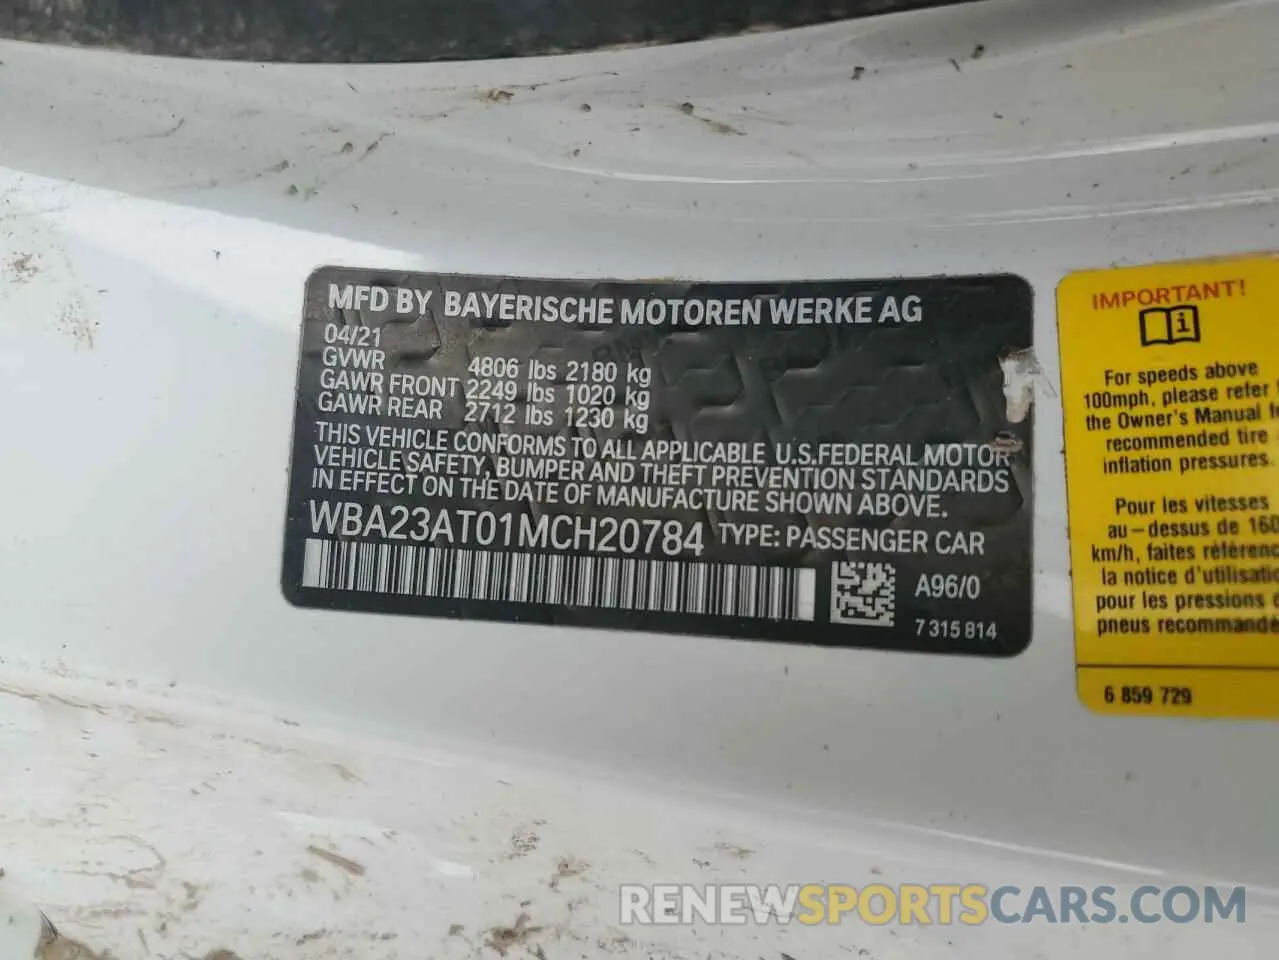 MFD BY BAYERISCHE MOTOREN WERKE AG
04/21
GVWR 4806 lbs 2180 kg
GAWR FRONT 2249 lbs 1020 kg
GAWR REAR 2712 lbs 1230 kg
THIS VEHICLE CONFORMS TO ALL APPLICABLE U.S.FEDERAL MOTOR
VEHICLE SAFETY, BUMPER AND THEFT PREVENTION STANDARDS
IN EFFECT ON THE DATE OF MANUFACTURE SHOWN ABOVE.
WBA23AT01MCH20784 TYPE: PASSENGER CAR
A96/0
7 315 814
IMPORTANT!
i
For speeds above
100mph, please refer
the Owner's Manual
recommended tire
inflation pressures.
Pour les vitesses
au-dessus de 160
km/h, faites
la notice
pour les pressions
pneus
6 859 729
RENEWSPORTSCARS.COM